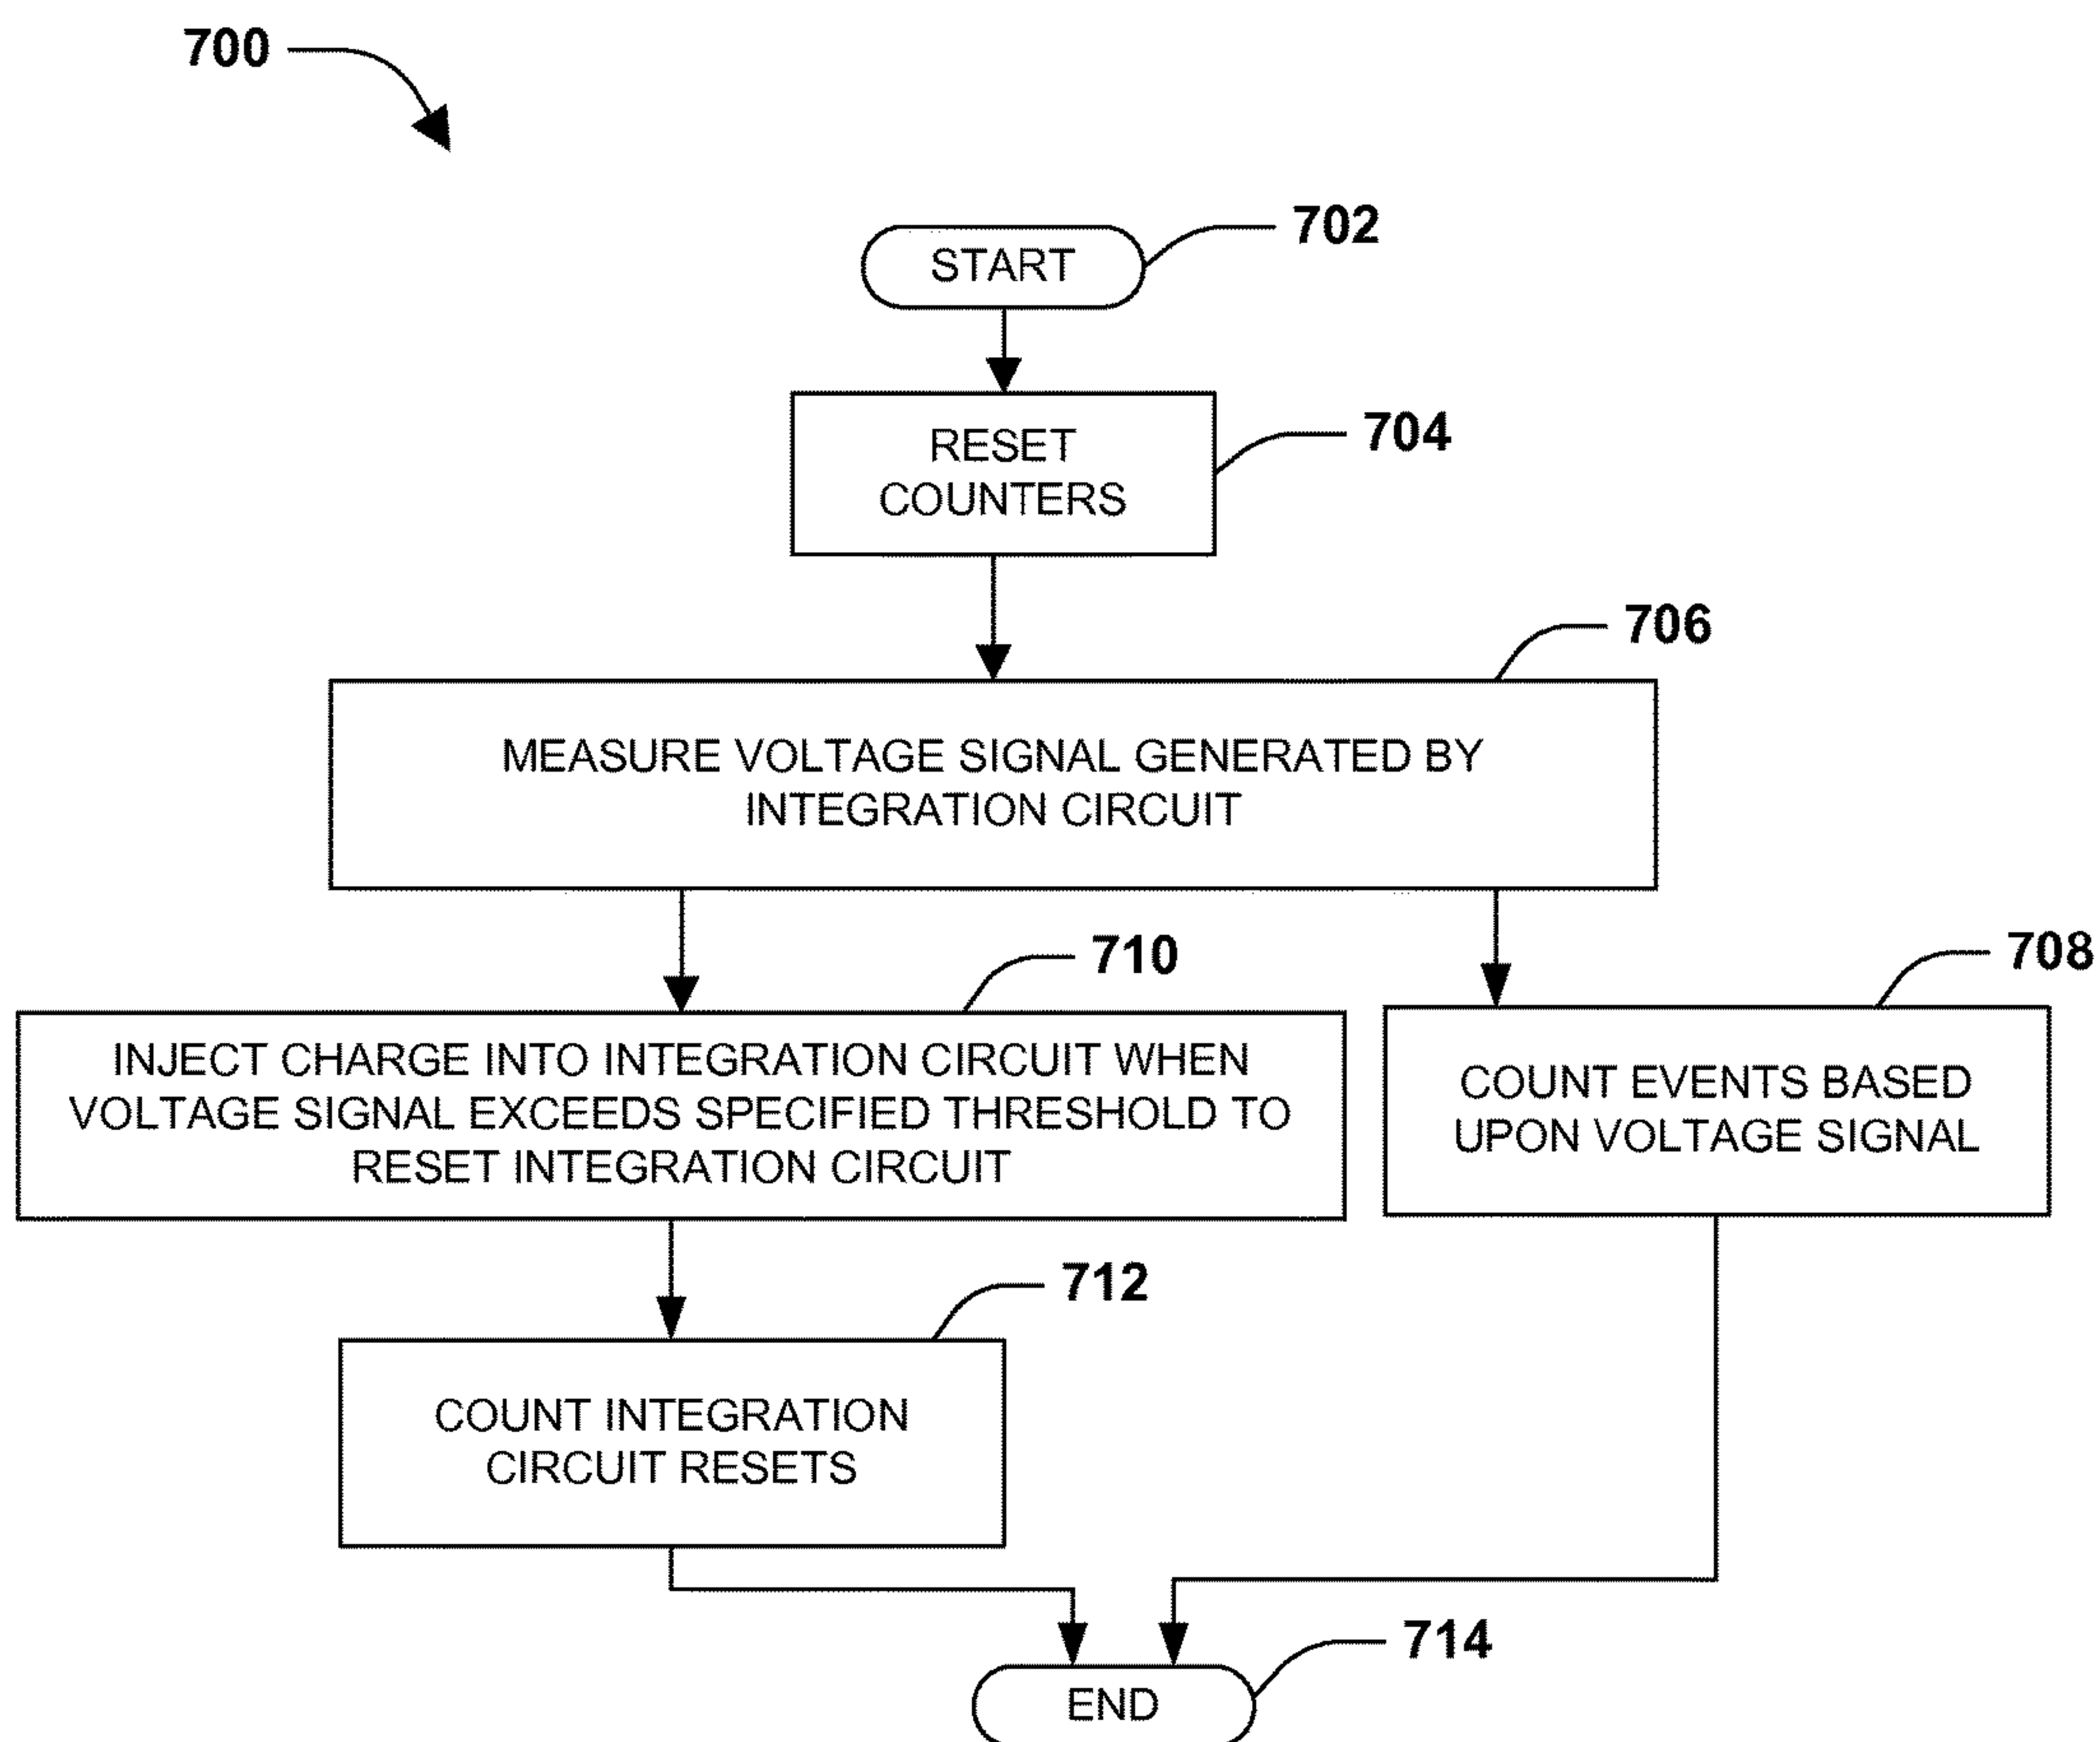 700
702
START
704
RESET
COUNTERS
706
MEASURE VOLTAGE SIGNAL GENERATED BY
INTEGRATION CIRCUIT
710
708
INJECT CHARGE INTO INTEGRATION CIRCUIT WHEN
VOLTAGE SIGNAL EXCEEDS SPECIFIED THRESHOLD TO
RESET INTEGRATION CIRCUIT
COUNT EVENTS BASED
UPON VOLTAGE SIGNAL
712
COUNT INTEGRATION
CIRCUIT RESETS
714
END